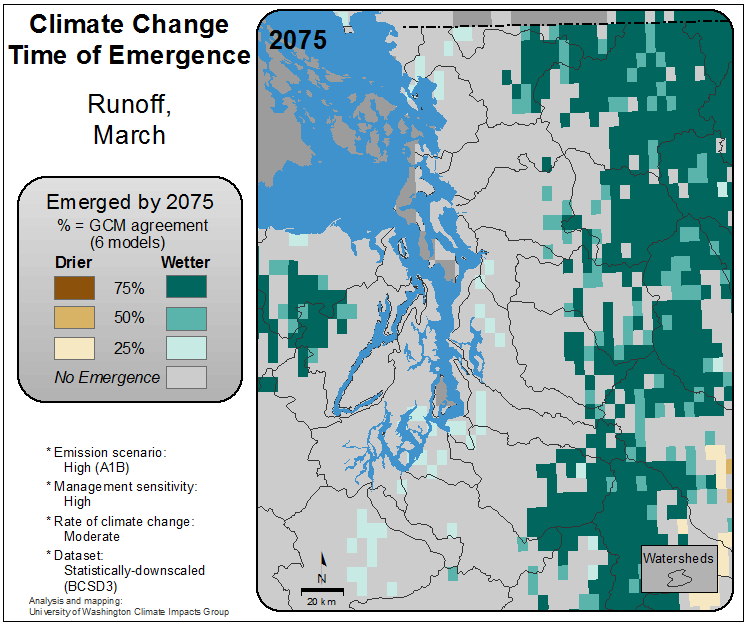 Climate Change
Time of Emergence
Runoff,
March
Emerged by 2075
% = GCM agreement
(6 models)
Drier Wetter
75%
50%
25%
No Emergence
* Emission scenario:
High (A1B)
* Management sensitivity:
High
* Rate of climate change:
Moderate
* Dataset:
Statistically-downscaled
(BCSD3)
Analysis and mapping:
University of Washington Climate Impacts Group
2075
N
20 km
Watersheds